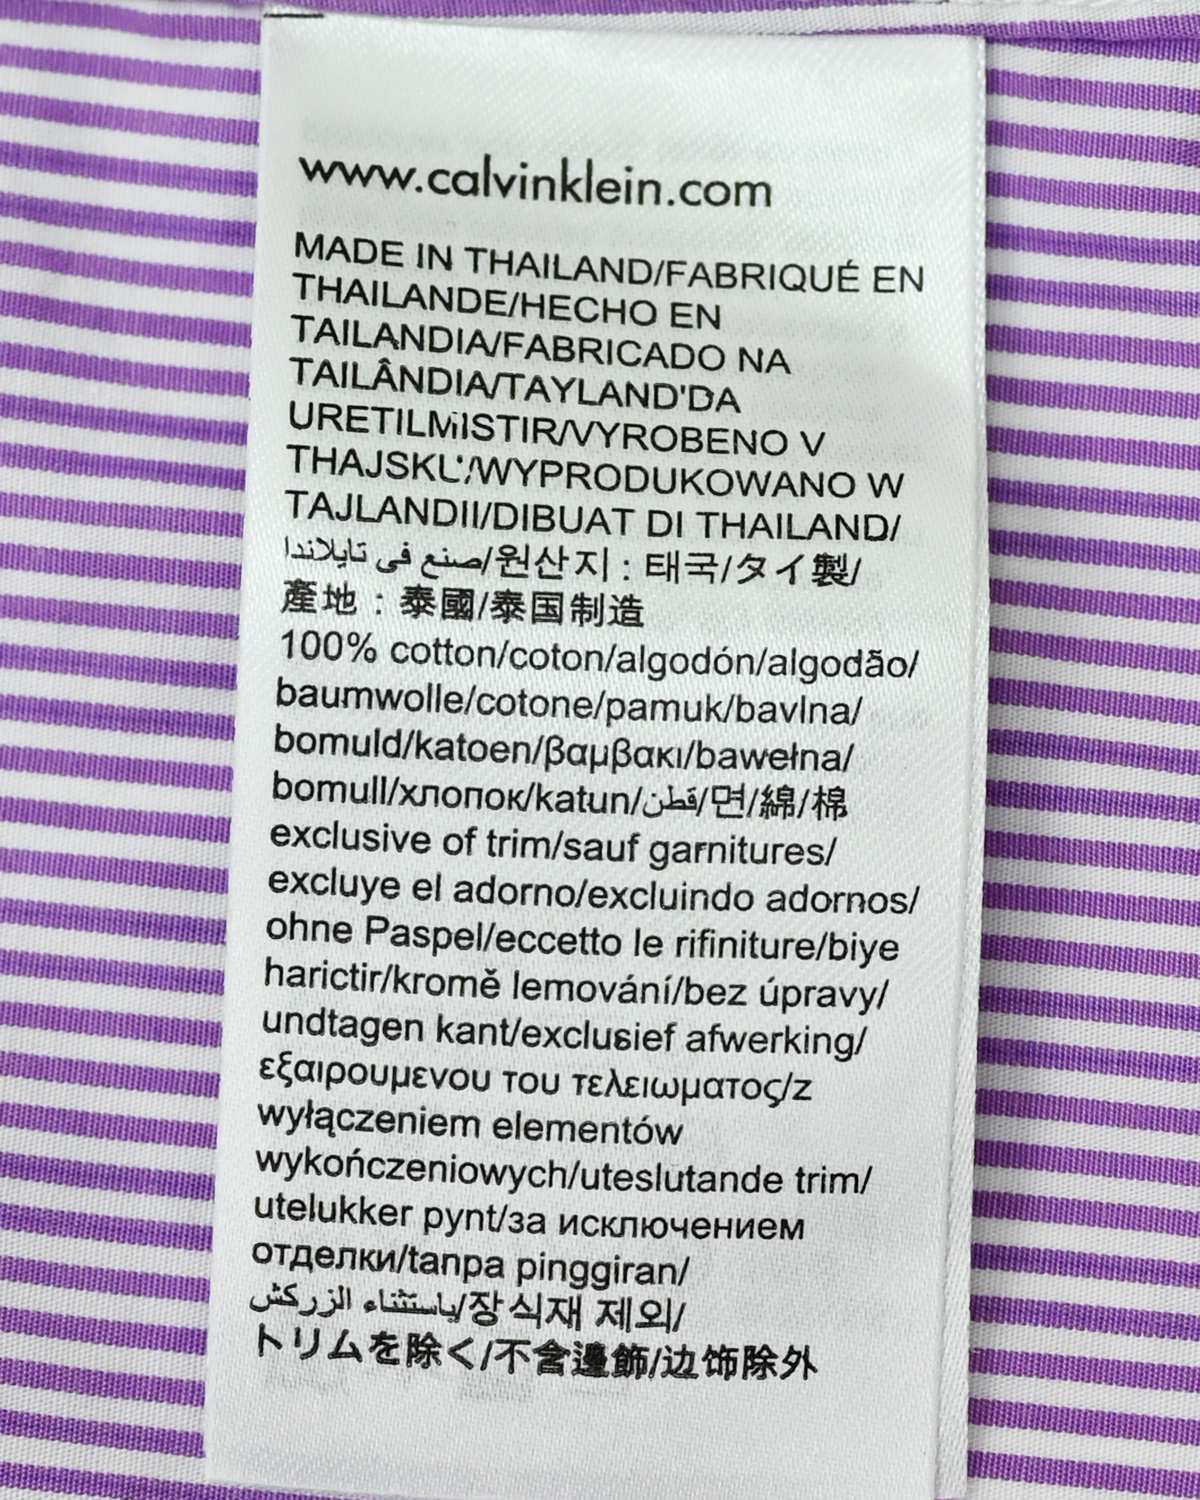 www.calvinklein.com
MADE IN THAILAND/FABRIQUÉ EN
THAILANDE/HECHO EN
TAILANDIA/FABRICADO NA
TAILÂNDIA/TAYLAND'DA
URETILMİSTIR/VYROBENO V
THAJSKU/WYPRODUKOWANO W
TAJLANDII/DIBUAT DI THAILAND/
صنع في تايلاندا/원산지 : 태국/タイ製/
產地 : 泰國/泰国制造
100% cotton/coton/algodón/algodão/
baumwolle/cotone/pamuk/bavlna/
bomuld/katoen/βαμβακι/bawełna/
bomull/хлопок/katun/قطن/면/綿/棉
exclusive of trim/sauf garnitures/
excluye el adorno/excluindo adornos/
ohne Paspel/eccetto le rifiniture/biye
harictir/kromě lemování/bez úpravy/
undtagen kant/exclusief afwerking/
εξαιρουμενου του τελειωματος/z
wyłączeniem elementów
wykończeniowych/uteslutande trim/
utelukker pynt/за исключением
отделки/tanpa pinggiran/
باستثناء الزركش/장식재 제외/
トリムを除く/不含邊飾/边饰除外